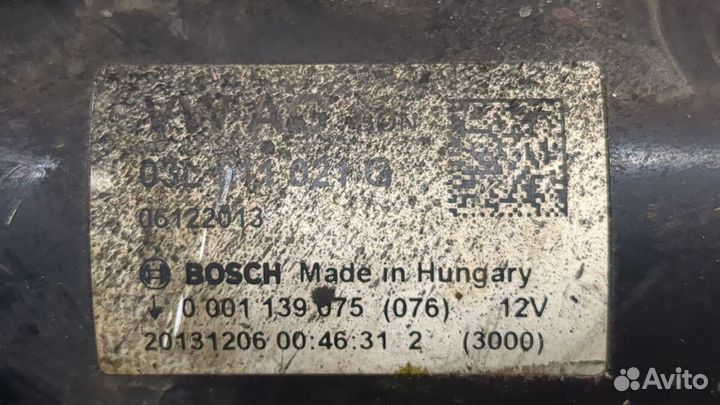 VW AG HUN
03L 911 021 G
06122013
BOSCH Made in Hungary
0 001 139 075 (076) 12V
20131206 00:46:31 2 (3000)
Avito